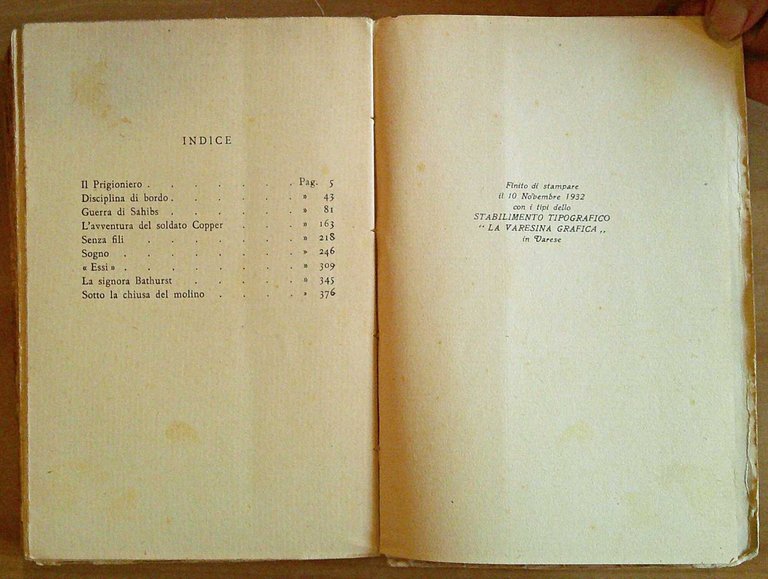 INDICE
Il Prigioniero . . . . . . . Pag. 5
Disciplina di bordo . . . . . . » 43
Guerra di Sahibs . . . . . . » 81
L'avventura del soldato Copper . . . . » 163
Senza fili . . . . . . . » 218
Sogno . . . . . . . . » 246
« Essi » . . . . . . . . » 309
La signora Bathurst . . . . . » 345
Sotto la chiusa del molino . . . . » 376
Finito di stampare
il 10 Novembre 1932
con i tipi dello
STABILIMENTO TIPOGRAFICO
“ LA VARESINA GRAFICA „
in Varese